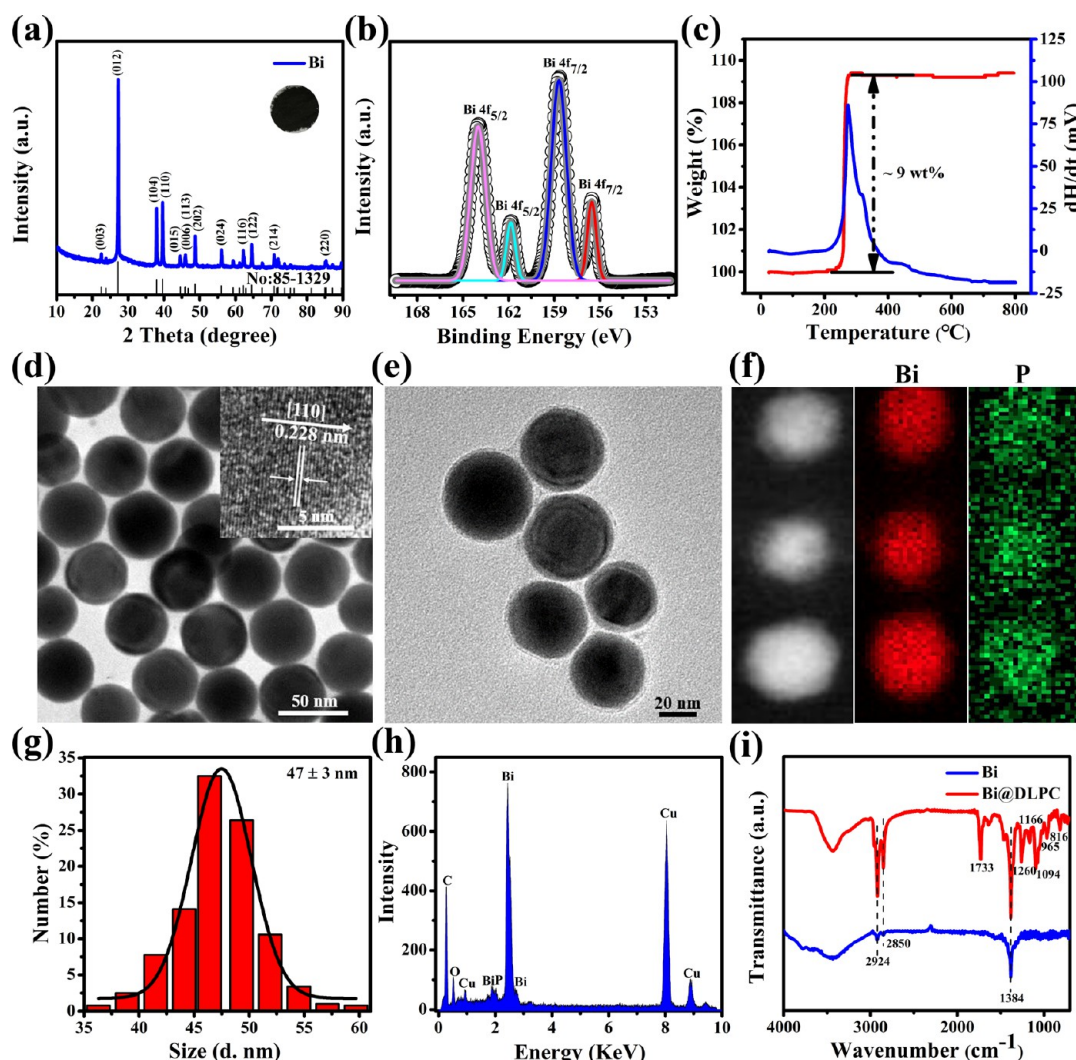 (a)
Intensity (a.u.)
Bi
(003)
(012)
(104)
(110)
(015)
(006)
(113)
(202)
(024)
(116)
(122)
(214)
(220)
No:85-1329
10 20 30 40 50 60 70 80 90
2 Theta (degree)
(b)
Intensity (a.u.)
Bi 4f5/2
Bi 4f5/2
Bi 4f7/2
Bi 4f7/2
168 165 162 159 156 153
Binding Energy (eV)
(c)
Weight (%)
110
108
106
104
102
100
~ 9 wt%
125
100
75
50
25
0
-25
dH/dt (mV)
0 200 400 600 800
Temperature (°C)
(d)
[110]
0.228 nm
5 nm
50 nm
(e)
20 nm
(f)
Bi
P
(g)
Number (%)
35
30
25
20
15
10
5
0
47 ± 3 nm
35 40 45 50 55 60
Size (d. nm)
(h)
Intensity
800
600
400
200
0
C
O
Cu
Bi
P
Bi
Bi
Cu
Cu
0 2 4 6 8 10
Energy (KeV)
(i)
Transmittance (a.u.)
Bi
Bi@DLPC
1733
1166
816
965
1260
1094
2850
2924
1384
4000 3000 2000 1000
Wavenumber (cm-1)